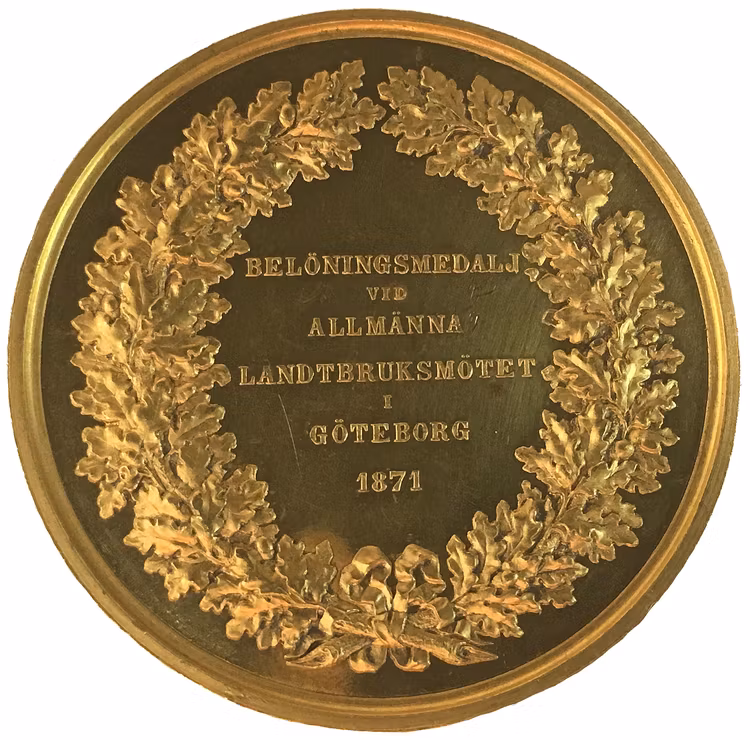 BELÖNINGSMEDALJ
VID
ALLMÄNNA
LANDTBRUKSMÖTET
I
GÖTEBORG
1871